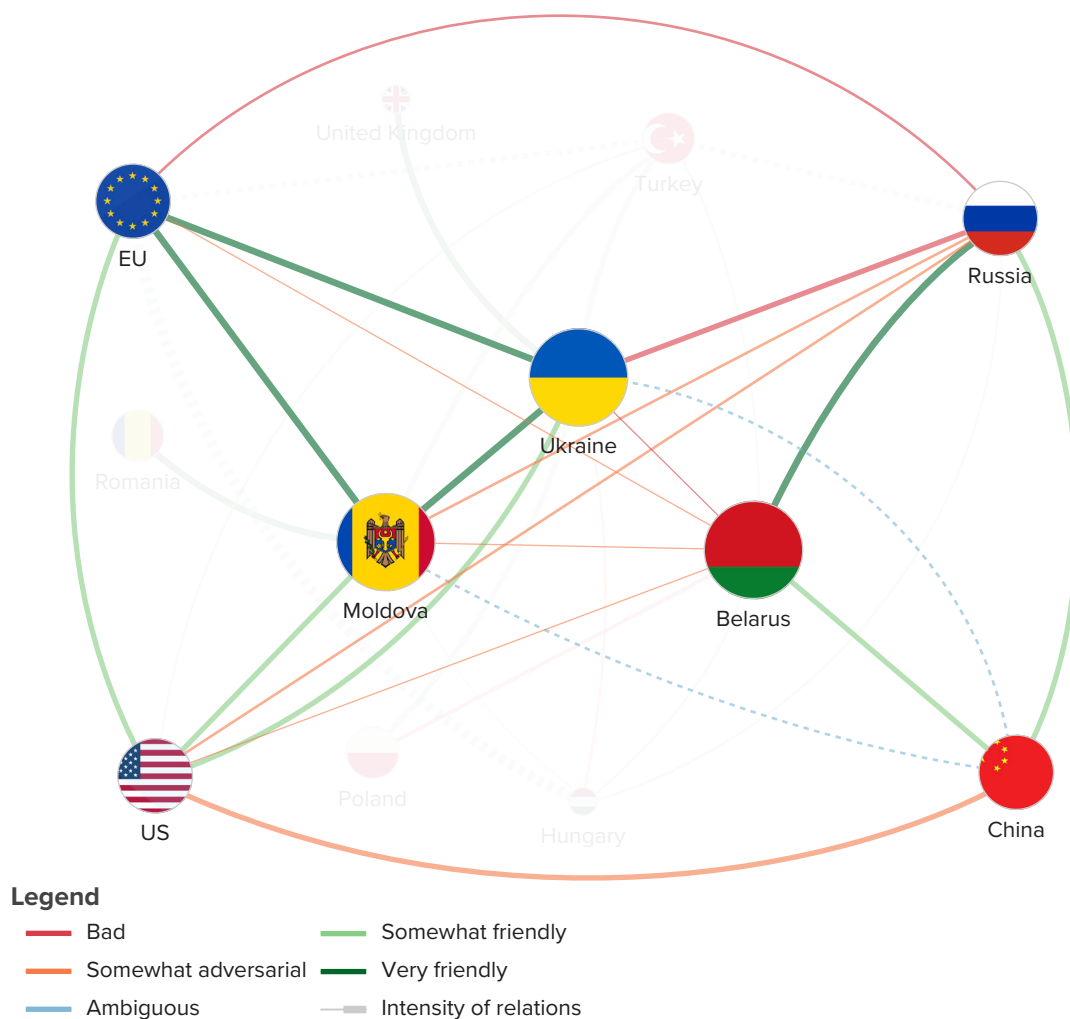 United Kingdom
Turkey
EU
Russia
Ukraine
Romania
Moldova
Belarus
Poland
US
Hungary
China
Legend
Bad
Somewhat friendly
Somewhat adversarial
Very friendly
Ambiguous
Intensity of relations